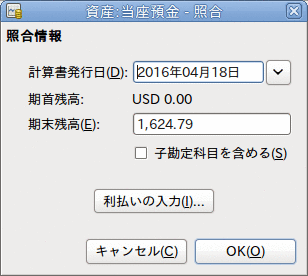 資産:当座預金 - 照合
照合情報
計算書発行日(D): 2016年04月18日
期首残高: USD 0.00
期末残高(E): 1,624.79
子勘定科目を含める(S)
利払いの入力(I)...
キャンセル(C) OK(O)